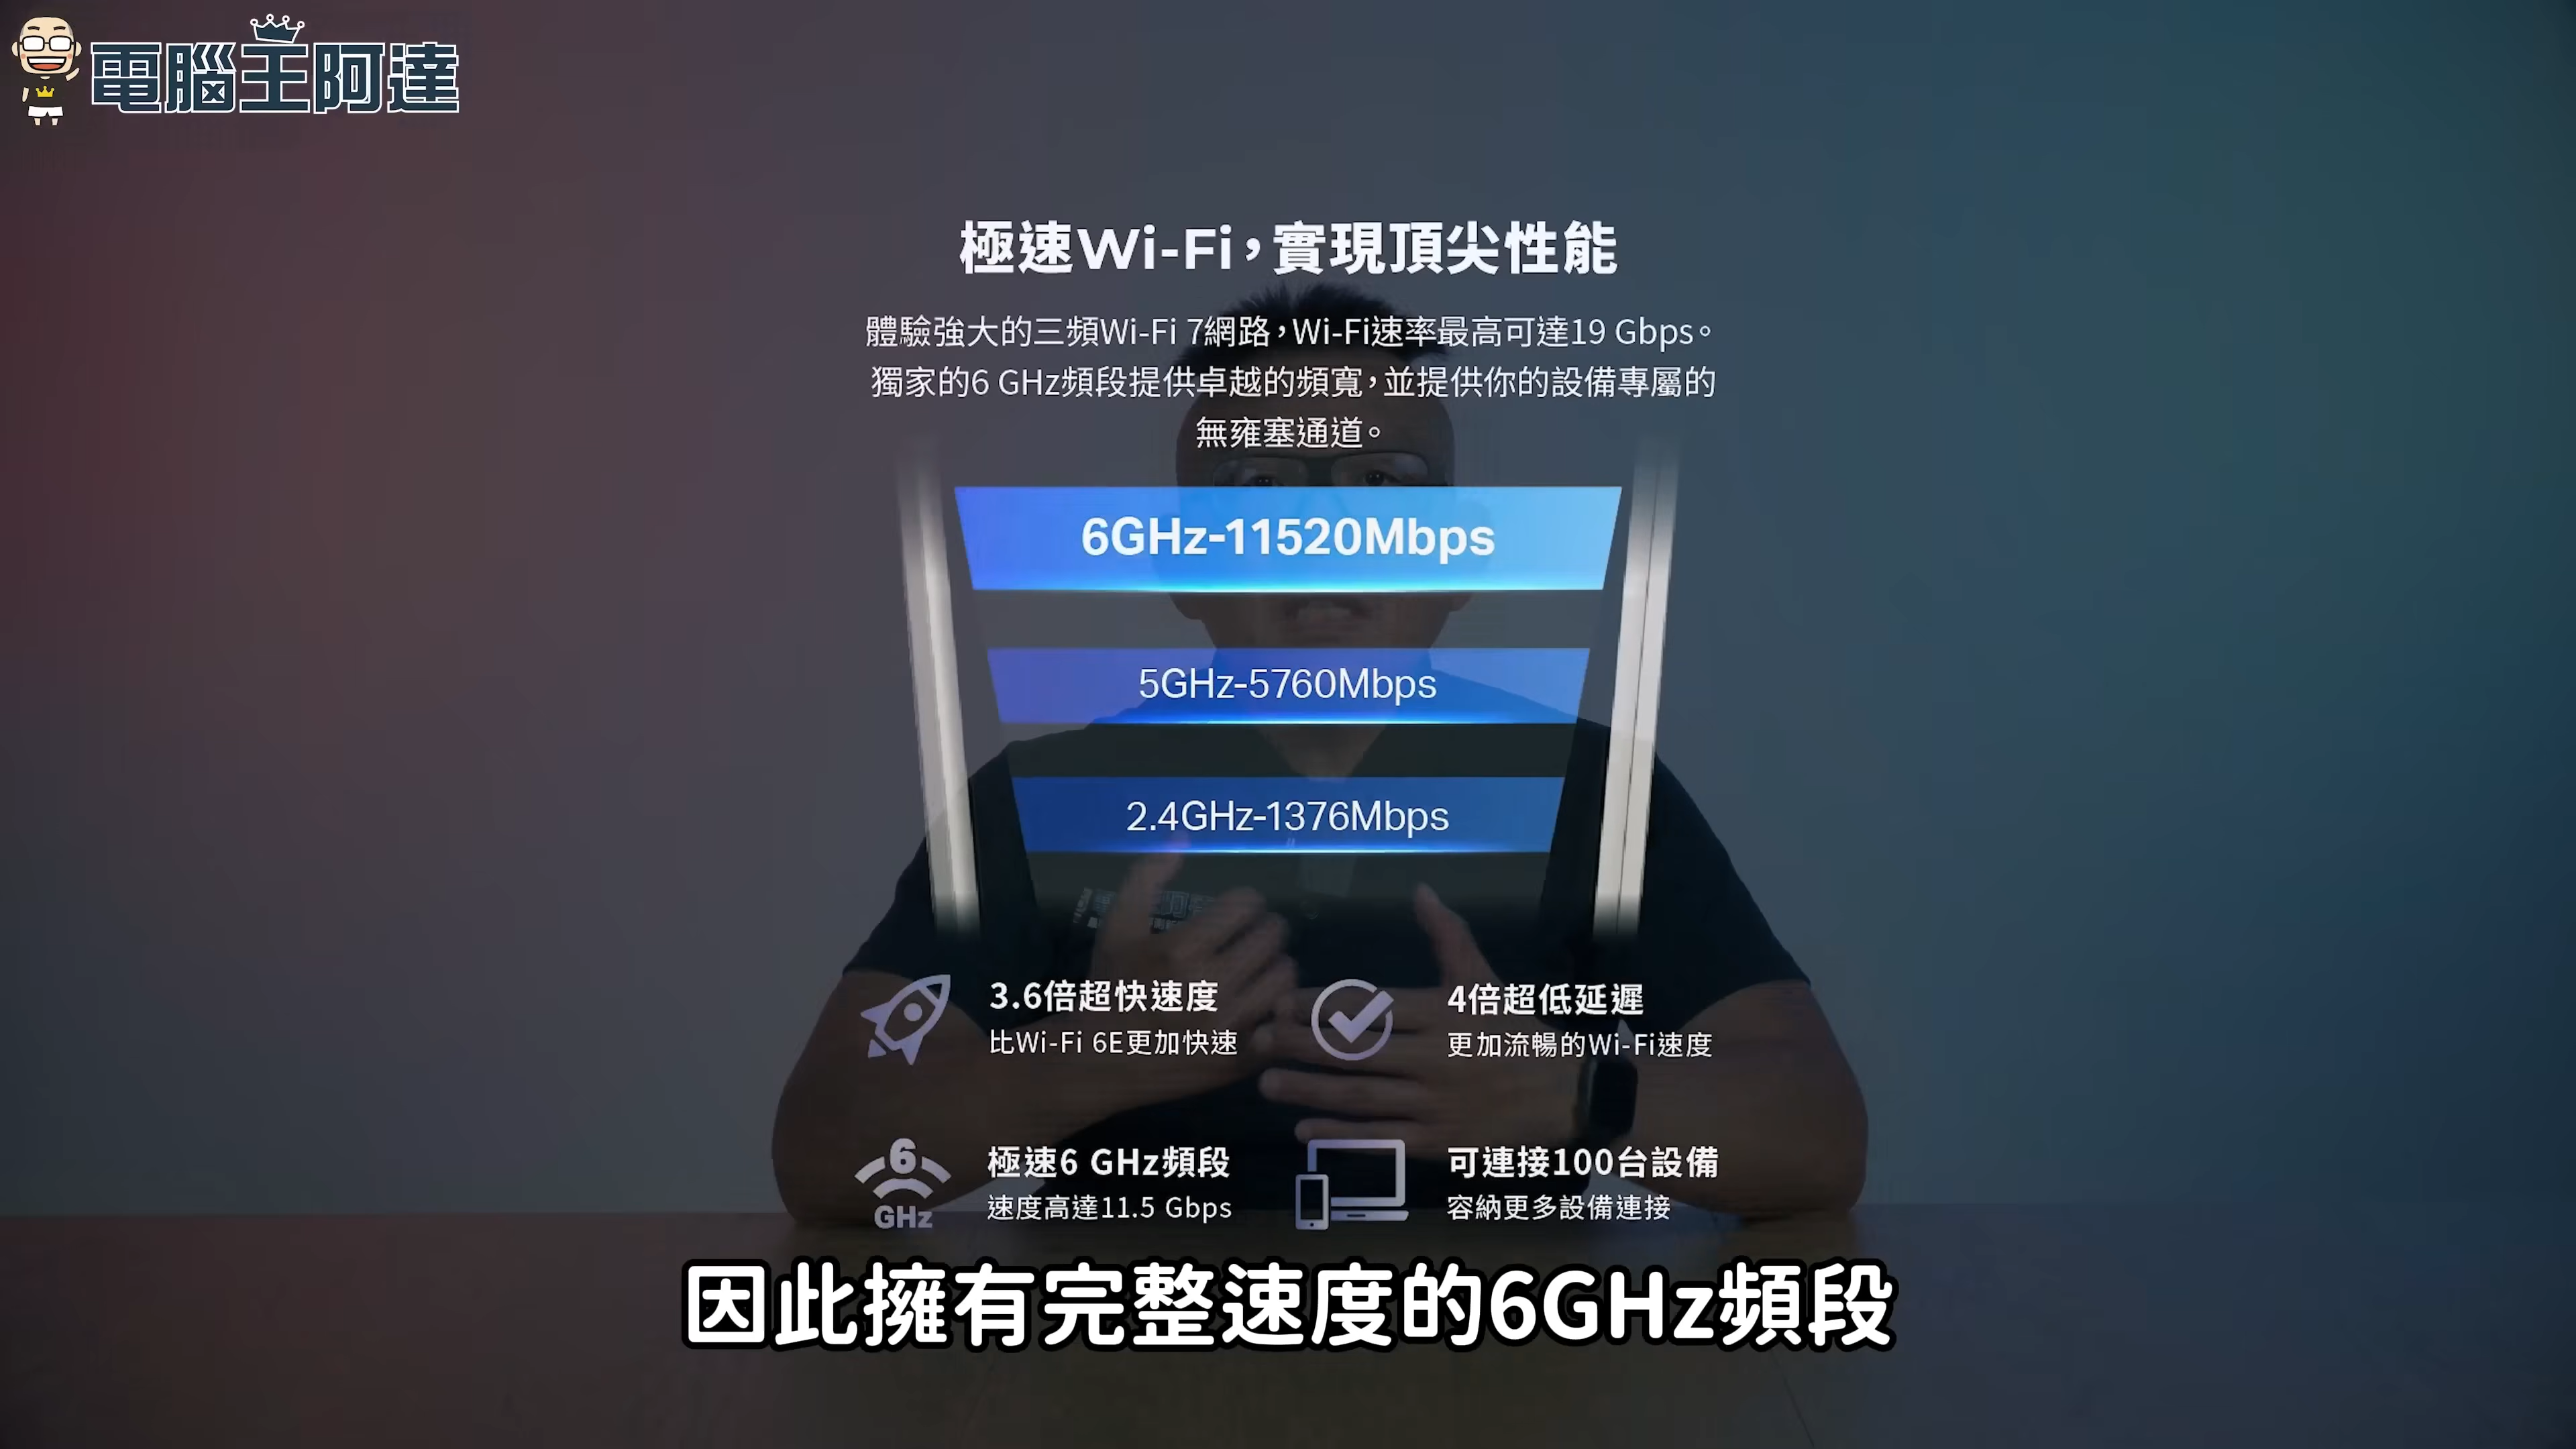 電腦王阿達
極速Wi-Fi，實現頂尖性能
體驗強大的三頻Wi-Fi 7網路，Wi-Fi速率最高可達19 Gbps。
獨家的6 GHz頻段提供卓越的頻寬，並提供你的設備專屬的
無雍塞通道。
6GHz-11520Mbps
5GHz-5760Mbps
2.4GHz-1376Mbps
3.6倍超快速度
比Wi-Fi 6E更加快速
4倍超低延遲
更加流暢的Wi-Fi速度
6
GHz
極速6 GHz頻段
速度高達11.5 Gbps
可連接100台設備
容納更多設備連接
因此擁有完整速度的6GHz頻段